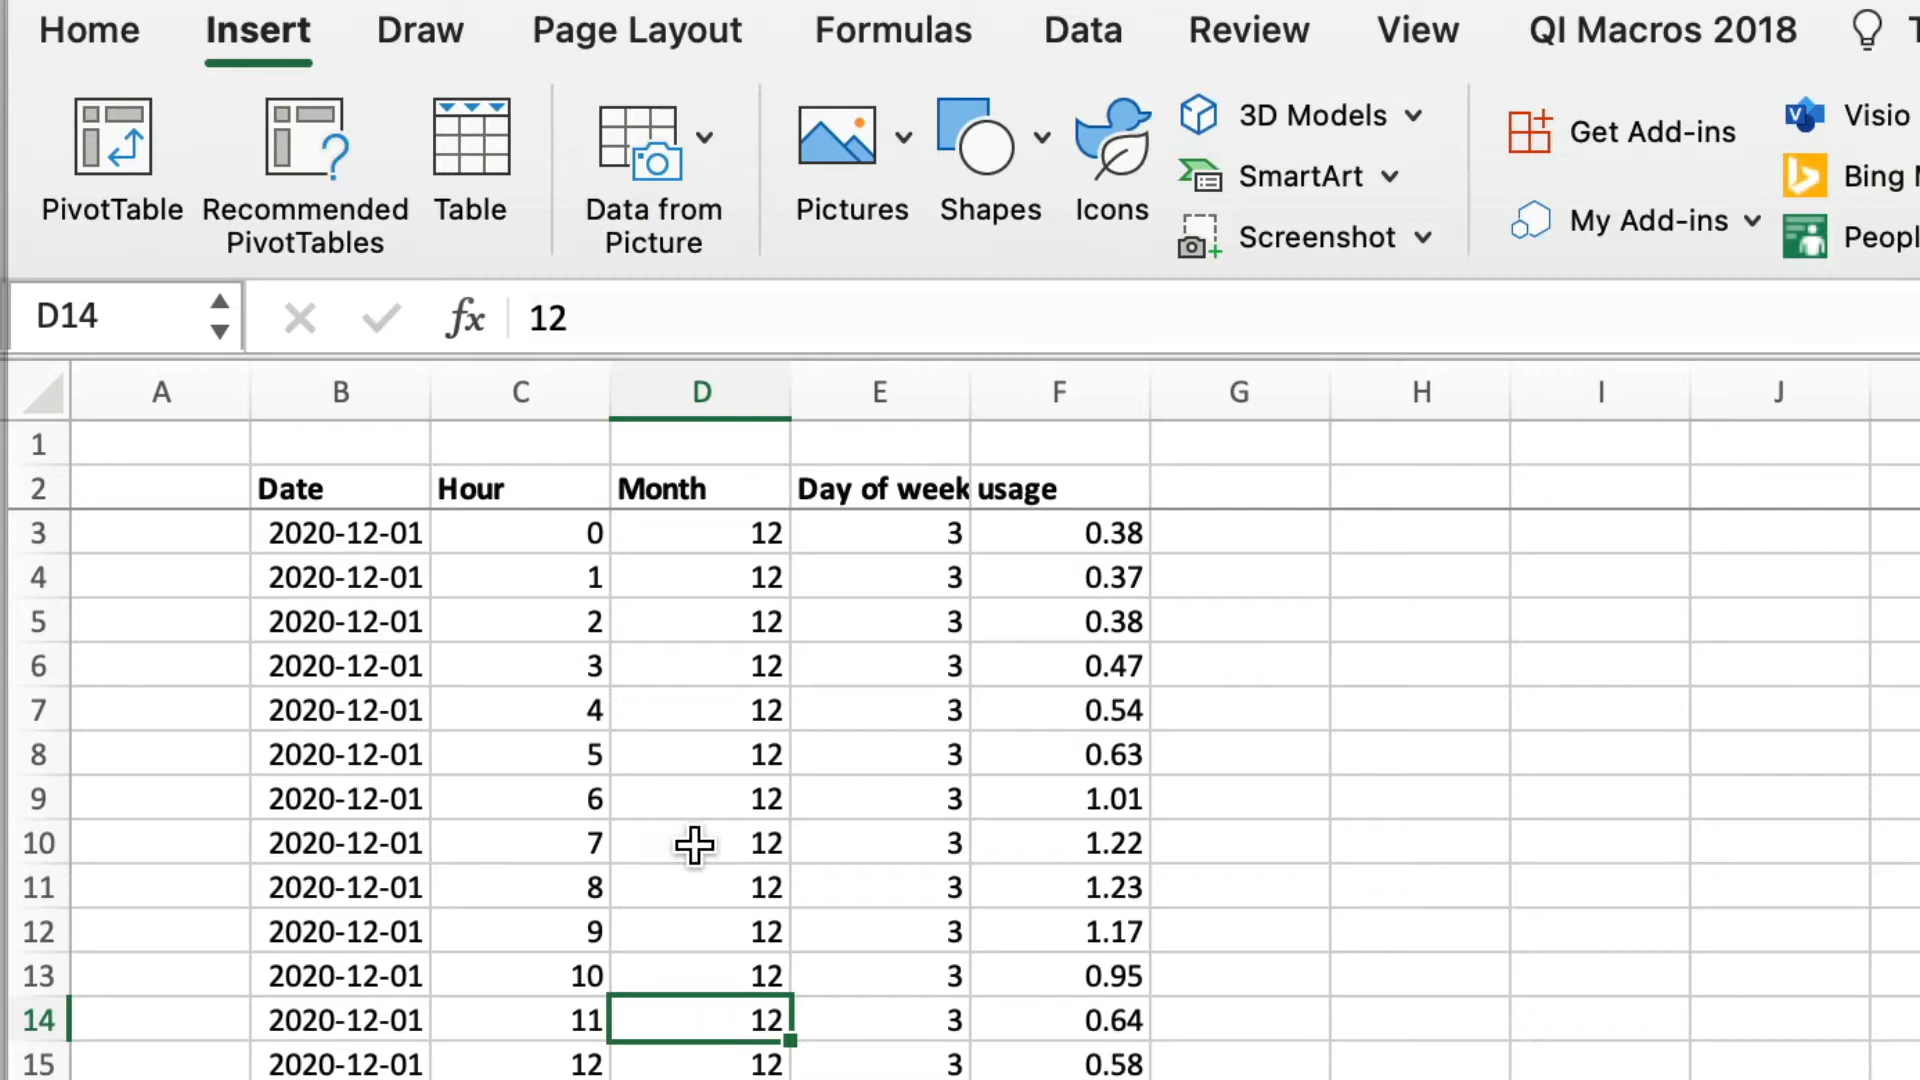 Home Insert Draw Page Layout Formulas Data Review View QI Macros 2018
PivotTable
Recommended
PivotTables
Table
Data from
Picture
Pictures
Shapes
Icons
3D Models
SmartArt
Screenshot
Get Add-ins
My Add-ins
Visio
Bing
D14 fx 12
A B C D E F G H I J
1
2 Date Hour Month Day of week usage
3 2020-12-01 0 12 3 0.38
4 2020-12-01 1 12 3 0.37
5 2020-12-01 2 12 3 0.38
6 2020-12-01 3 12 3 0.47
7 2020-12-01 4 12 3 0.54
8 2020-12-01 5 12 3 0.63
9 2020-12-01 6 12 3 1.01
10 2020-12-01 7 12 3 1.22
11 2020-12-01 8 12 3 1.23
12 2020-12-01 9 12 3 1.17
13 2020-12-01 10 12 3 0.95
14 2020-12-01 11 12 3 0.64
15 2020-12-01 12 12 3 0.58